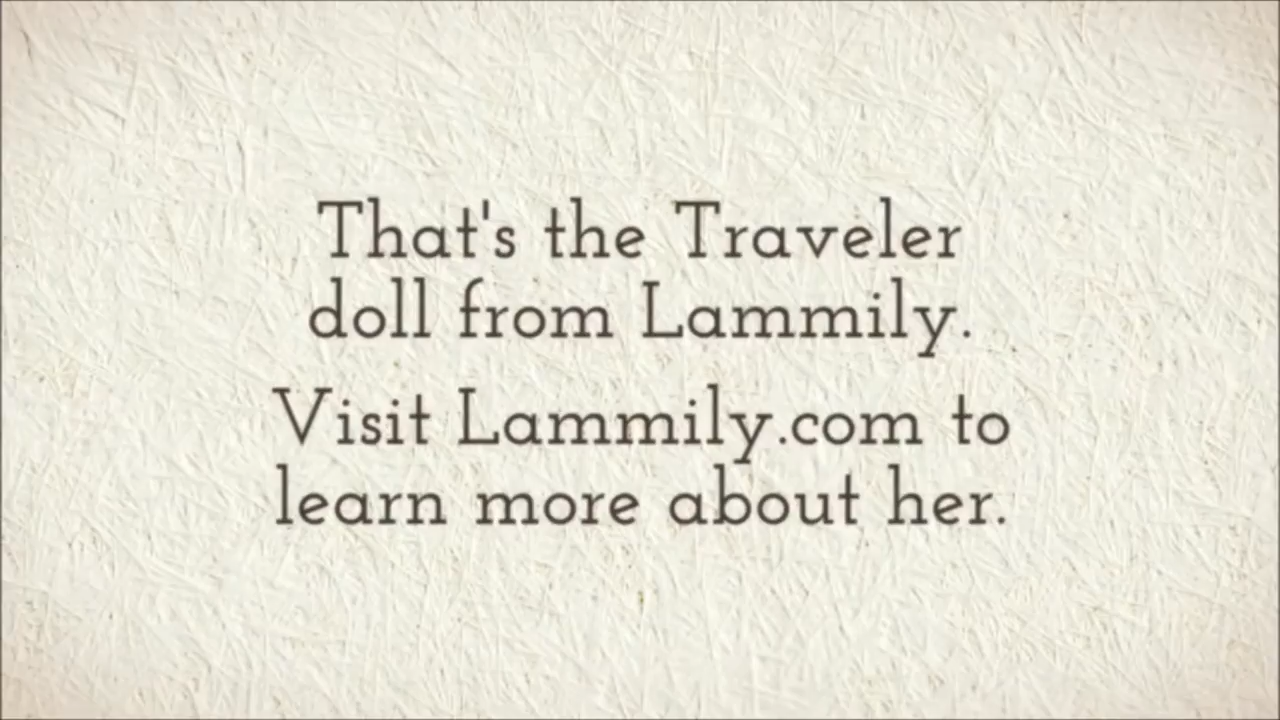 That's the Traveler
doll from Lammily.
Visit Lammily.com to
learn more about her.